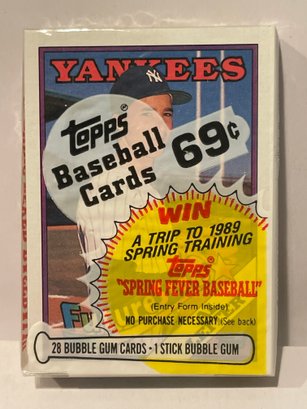 YANKEES
NY
Topps
Baseball
Cards
69¢
WIN
A TRIP TO 1989
SPRING TRAINING
Topps
"SPRING FEVER BASEBALL"
(Entry Form Inside)
NO PURCHASE NECESSARY (See back)
28 BUBBLE GUM CARDS • 1 STICK BUBBLE GUM